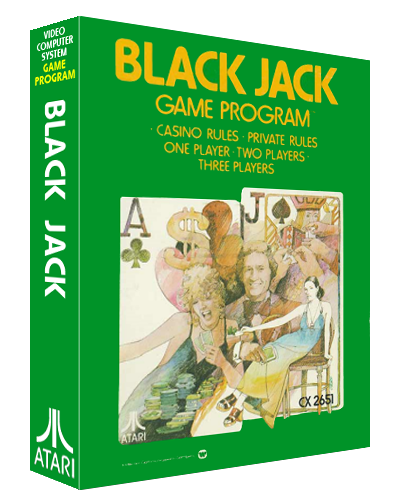 VIDEO
COMPUTER
SYSTEM
GAME
PROGRAM
BLACK JACK
ATARI
BLACK JACK
GAME PROGRAM
· CASINO RULES · PRIVATE RULES
ONE PLAYER · TWO PLAYERS ·
THREE PLAYERS
A
J
CX 2651
ATARI